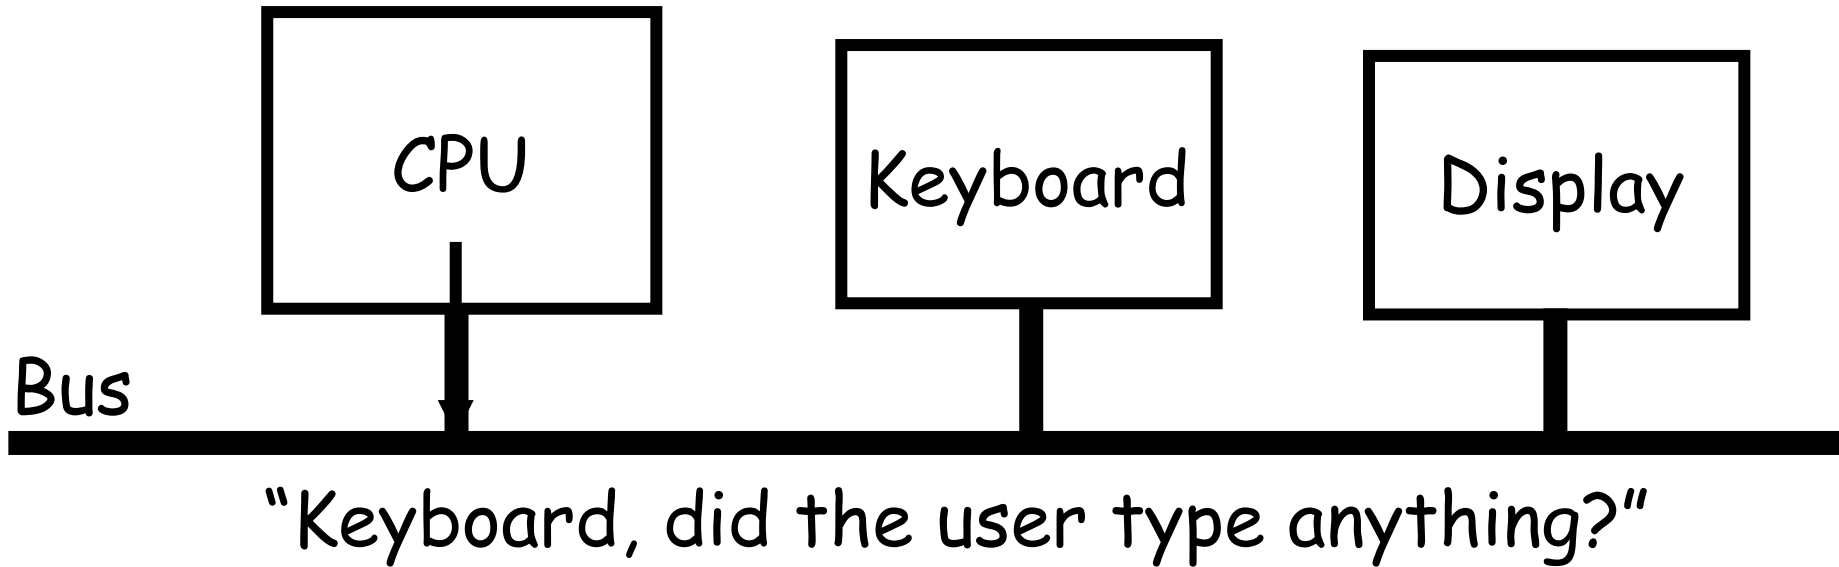 CPU
Keyboard
Display
Bus
“Keyboard, did the user type anything?”